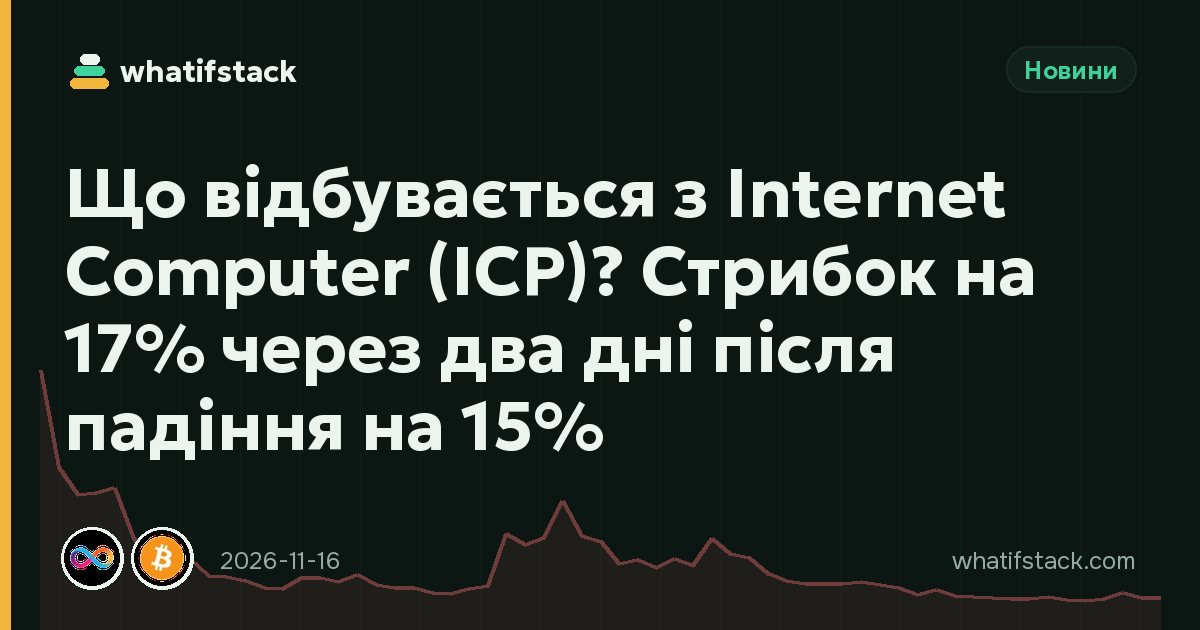 whatifstack
Новини
Що відбувається з Internet
Computer (ICP)? Стрибок на
17% через два дні після
падіння на 15%
2026-11-16
whatifstack.com